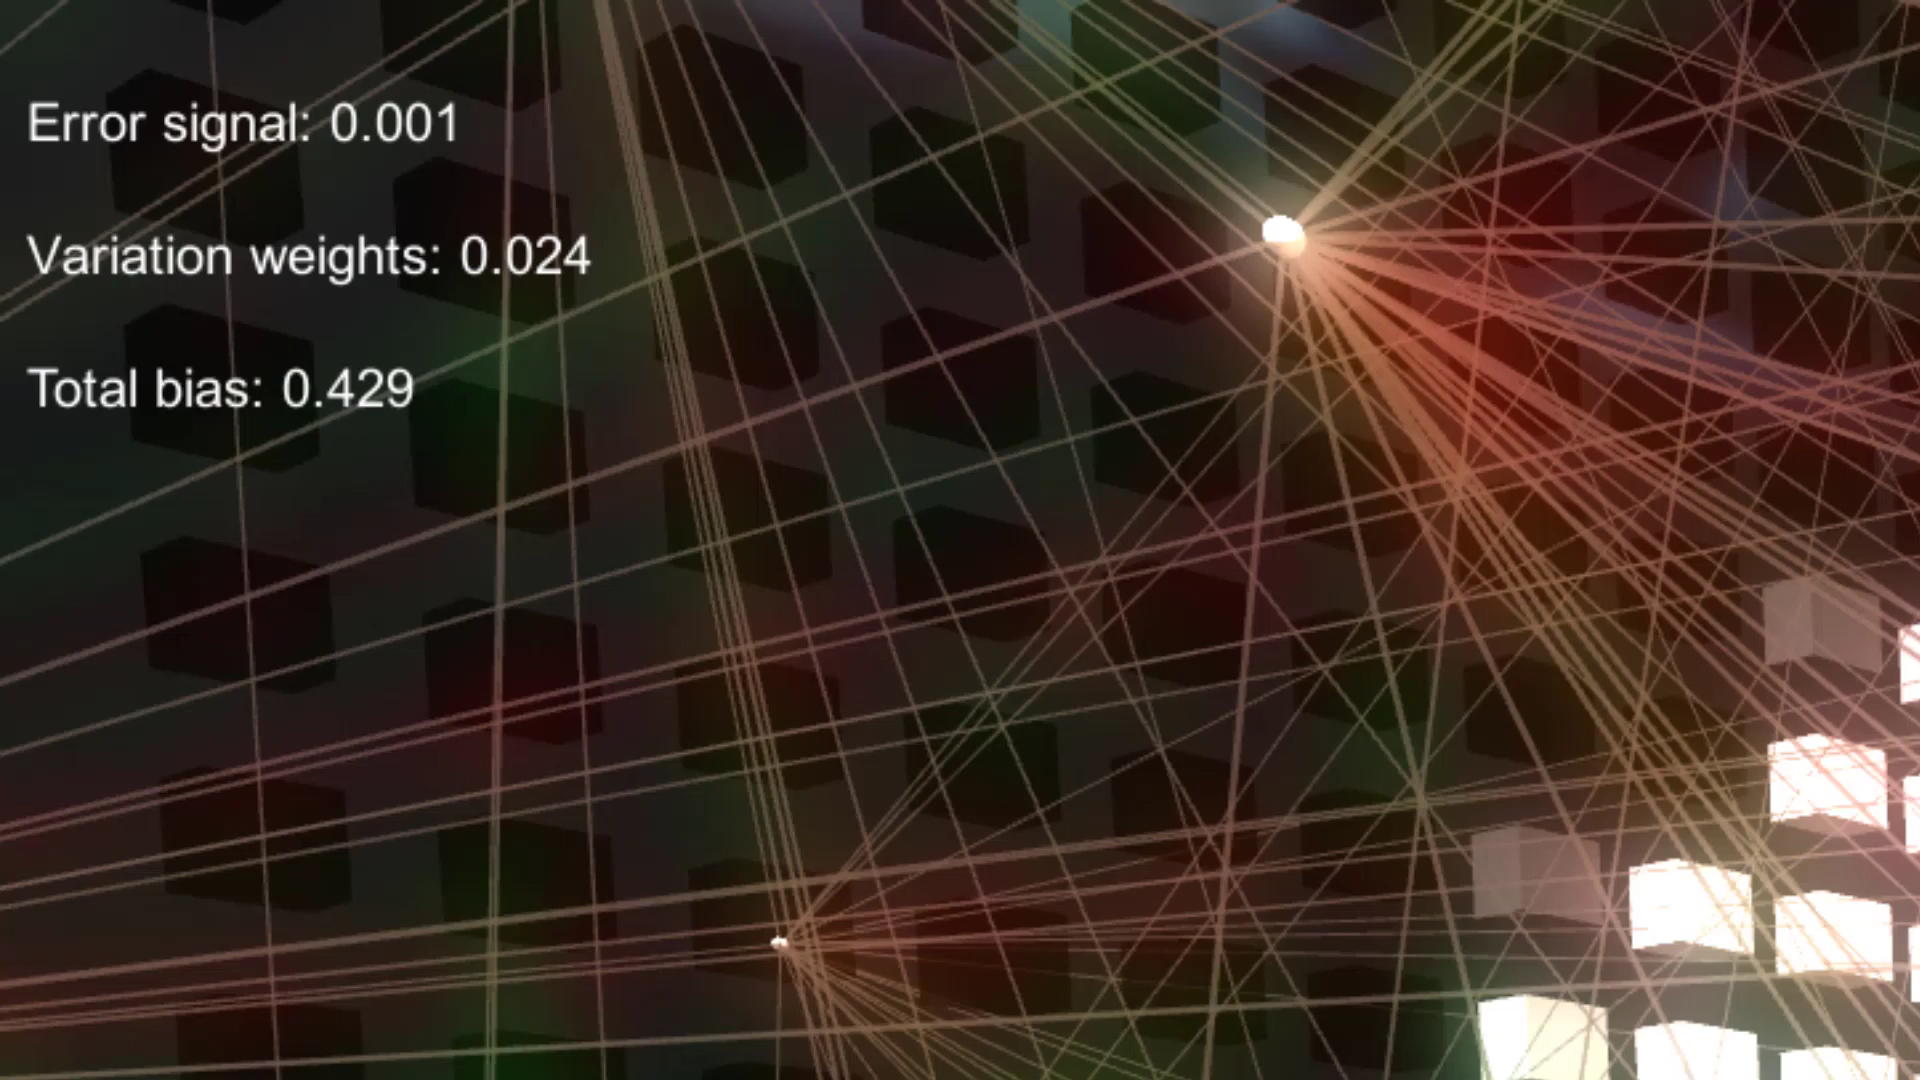 Error signal: 0.001
Variation weights: 0.024
Total bias: 0.429